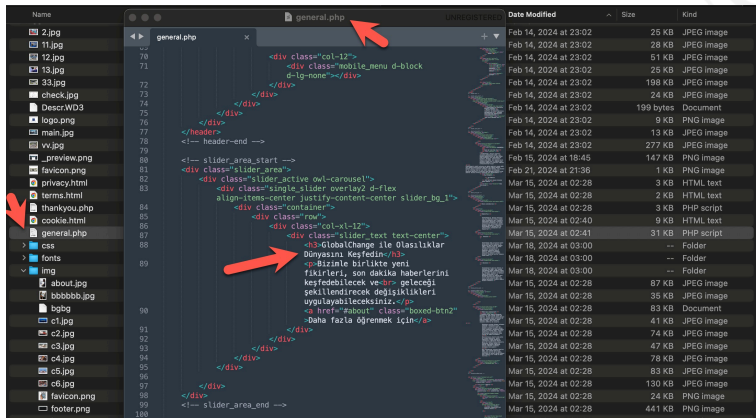 Name
general.php
UNREGISTERED
Date Modified
Size
Kind
general.php
2.jpg
Feb 14, 2024 at 23:02
25 KB
JPEG image
11.jpg
Feb 14, 2024 at 23:02
28 KB
JPEG image
12.jpg
Feb 14, 2024 at 23:02
51 KB
JPEG image
13.jpg
Feb 14, 2024 at 23:02
25 KB
JPEG image
33.jpg
Feb 14, 2024 at 23:02
198 KB
JPEG image
check.jpg
Feb 14, 2024 at 23:02
24 KB
JPEG image
Descr.WD3
Feb 14, 2024 at 23:02
199 bytes
Document
logo.png
Feb 14, 2024 at 23:02
9 KB
PNG image
main.jpg
Feb 14, 2024 at 23:02
13 KB
JPEG image
vv.jpg
Feb 14, 2024 at 23:02
277 KB
JPEG image
_preview.png
Feb 15, 2024 at 18:45
147 KB
PNG image
favicon.png
Feb 21, 2024 at 21:36
1 KB
PNG image
privacy.html
Mar 15, 2024 at 02:28
3 KB
HTML text
terms.html
Mar 15, 2024 at 02:28
2 KB
HTML text
thankyou.php
Mar 15, 2024 at 02:28
3 KB
PHP script
cookie.html
Mar 15, 2024 at 02:40
9 KB
HTML text
general.php
Mar 15, 2024 at 02:41
31 KB
PHP script
css
Mar 18, 2024 at 03:00
--
Folder
fonts
Mar 18, 2024 at 03:00
--
Folder
img
Mar 18, 2024 at 03:00
--
Folder
about.jpg
Mar 15, 2024 at 02:28
87 KB
JPEG image
bbbbbb.jpg
Mar 15, 2024 at 02:28
35 KB
JPEG image
bgbg
Mar 15, 2024 at 02:28
83 KB
Document
c1.jpg
Mar 15, 2024 at 02:28
41 KB
JPEG image
c2.jpg
Mar 15, 2024 at 02:28
74 KB
JPEG image
c3.jpg
Mar 15, 2024 at 02:28
47 KB
JPEG image
c4.jpg
Mar 15, 2024 at 02:28
78 KB
JPEG image
c5.jpg
Mar 15, 2024 at 02:28
83 KB
JPEG image
c6.jpg
Mar 15, 2024 at 02:28
130 KB
JPEG image
favicon.png
Mar 15, 2024 at 02:28
24 KB
PNG image
footer.png
Mar 15, 2024 at 02:28
441 KB
PNG image
70 <div class="col-12">
71 <div class="mobile_menu d-block
d-lg-none"></div>
72 </div>
73 </div>
74 </div>
75 </div>
76 </div>
77 </header>
78 <!-- header-end -->
79
80 <!-- slider_area_start -->
81 <div class="slider_area">
82 <div class="slider_active owl-carousel">
83 <div class="single_slider overlay2 d-flex
align-items-center justify-content-center slider_bg_1">
84 <div class="container">
85 <div class="row">
86 <div class="col-xl-12">
87 <div class="slider_text text-center">
88 <h3>GlobalChange ile Olasılıklar
Dünyasını Keşfedin</h3>
89 <p>Bizimle birlikte yeni
fikirleri, son dakika haberlerini
keşfedebilecek ve<br> geleceği
şekillendirecek değişiklikleri
uygulayabileceksiniz.</p>
90 <a href="#about" class="boxed-btn2"
>Daha fazla öğrenmek için</a>
91 </div>
92 </div>
93 </div>
94 </div>
95 </div>
96
97 </div>
98 </div>
99 <!-- slider_area_end -->
100